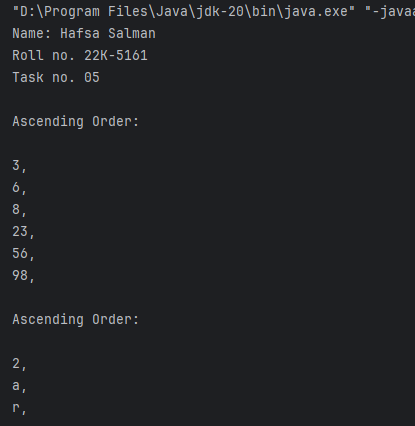 "D:\Program Files\Java\jdk-20\bin\java.exe" "-java
Name: Hafsa Salman
Roll no. 22K-5161
Task no. 05
Ascending Order:
3,
6,
8,
23,
56,
98,
Ascending Order:
2,
a,
r,